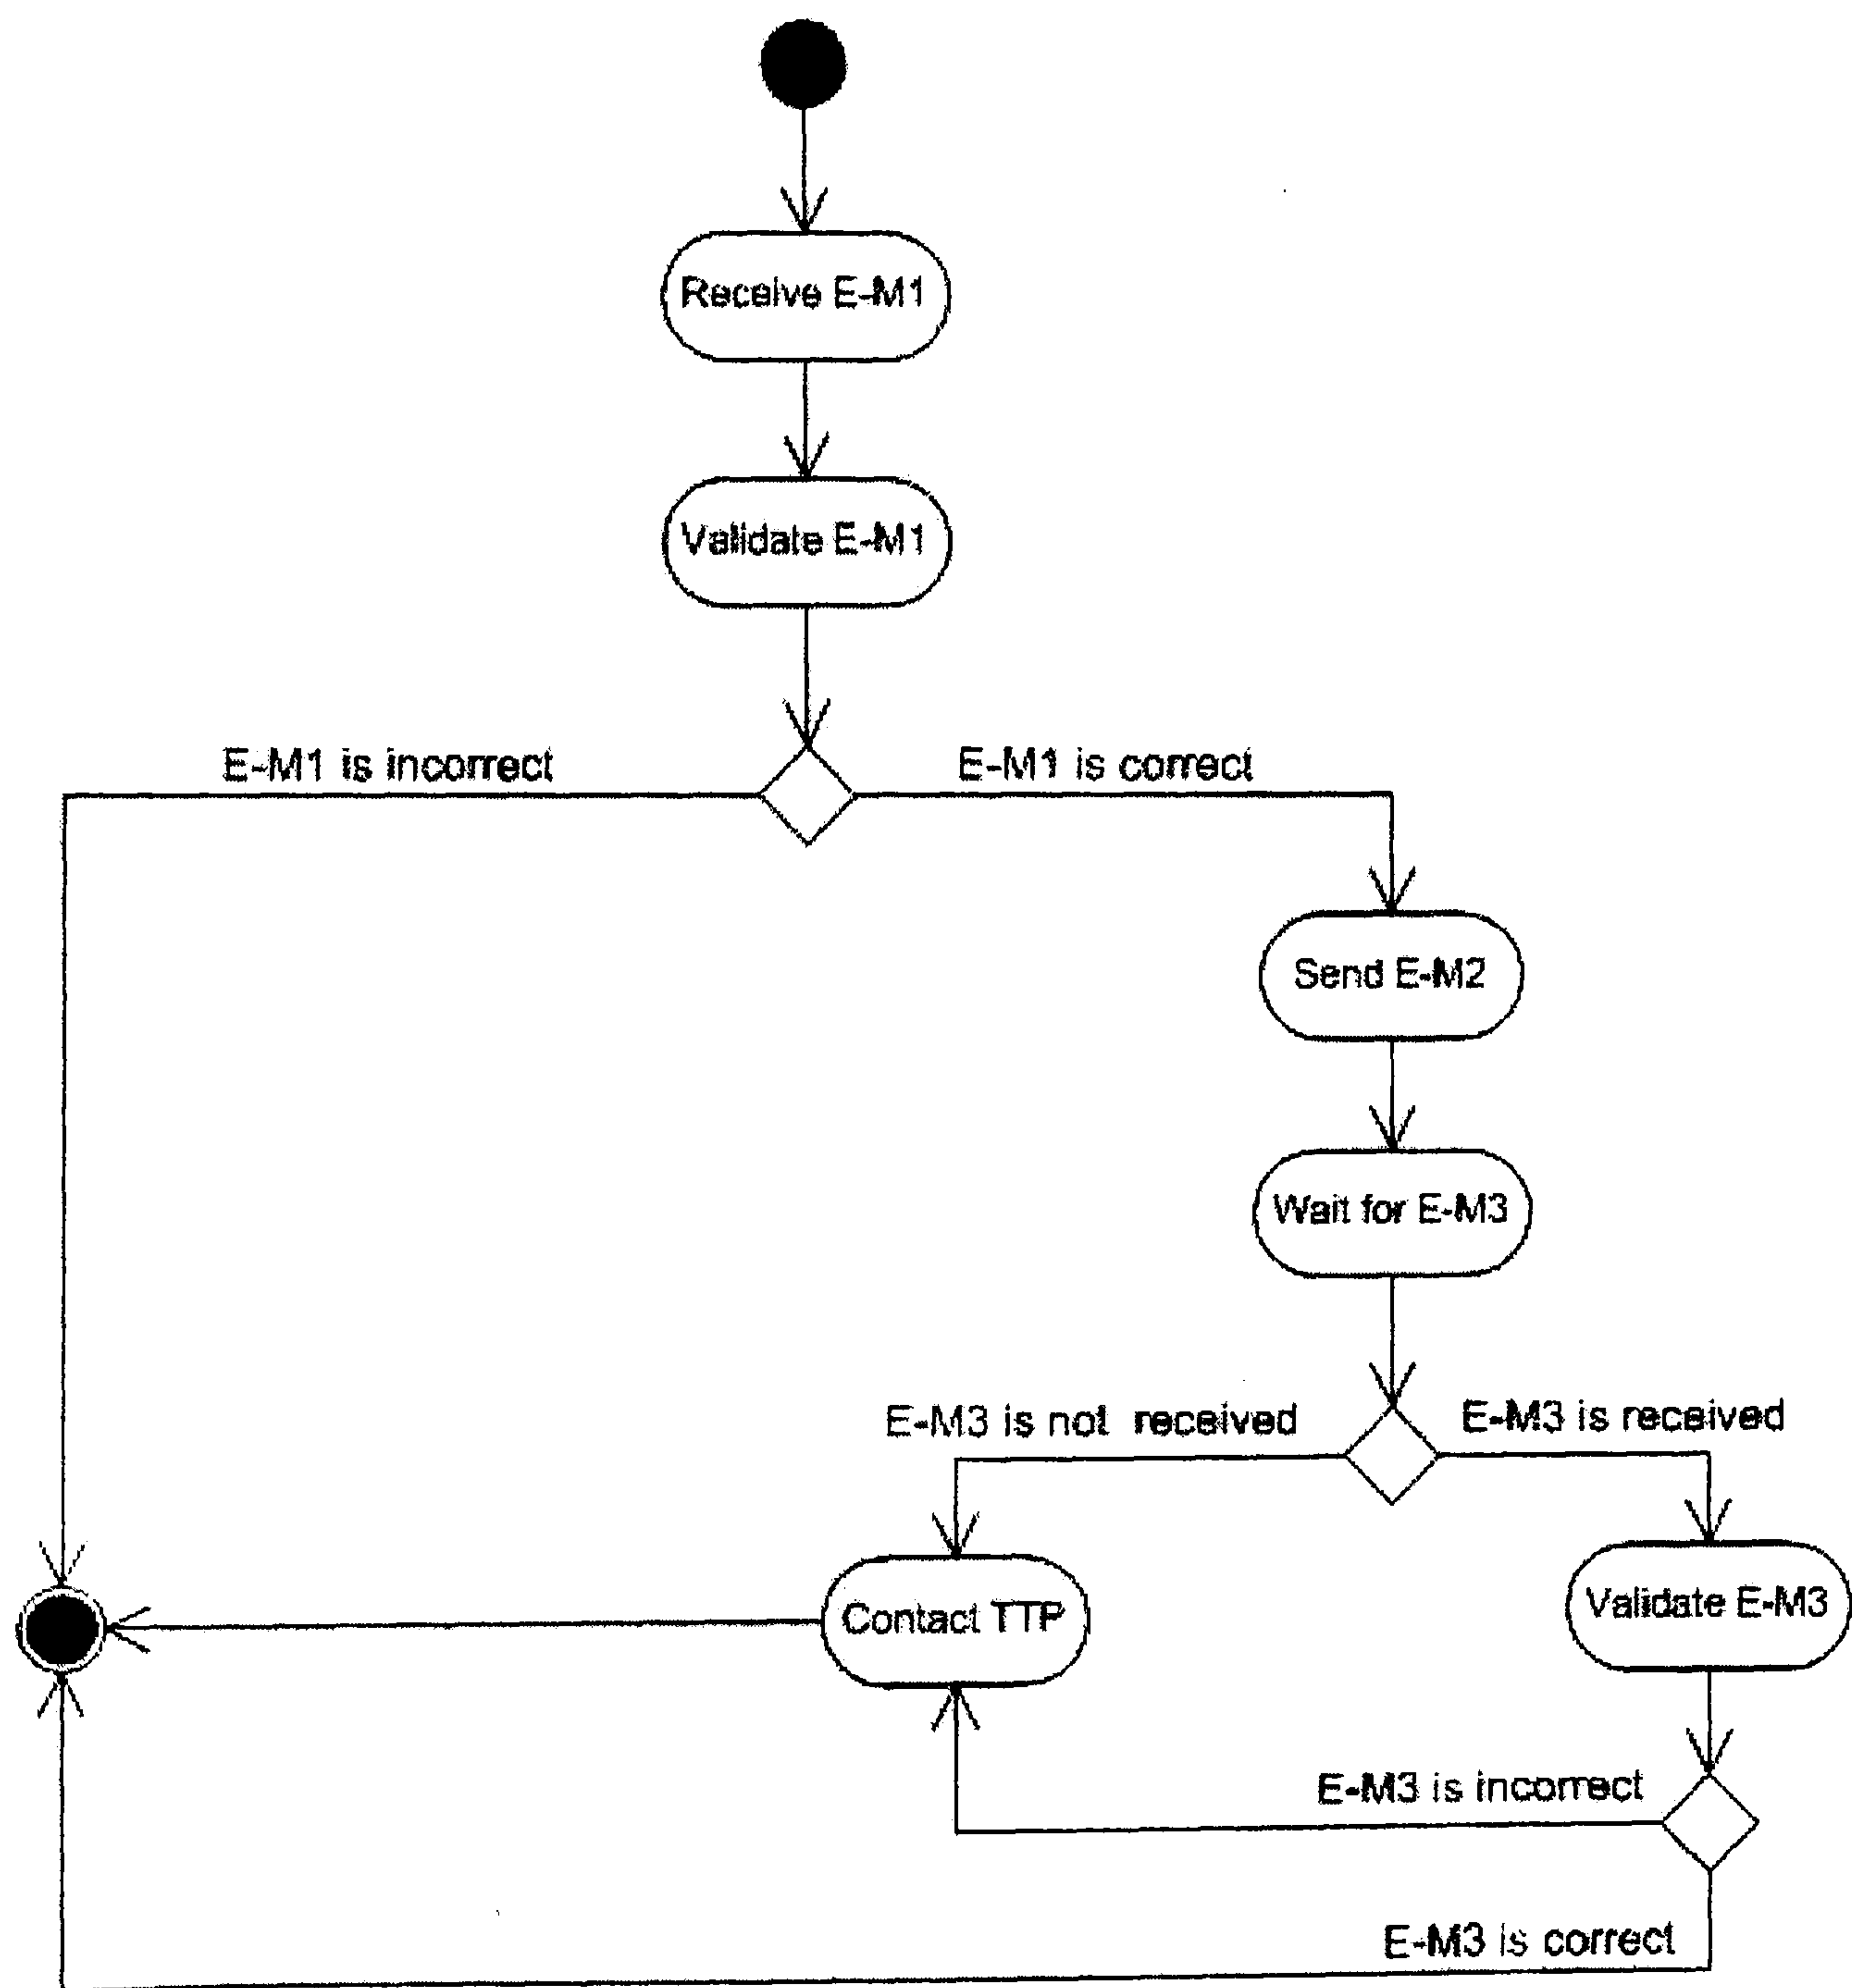 Receive E-M1
Validate E-M1
E-M1 is incorrect
E-M1 is correct
Send E-M2
Wait for E-M3
E-M3 is not received
E-M3 is received
Contact TTP
Validate E-M3
E-M3 is incorrect
E-M3 is correct